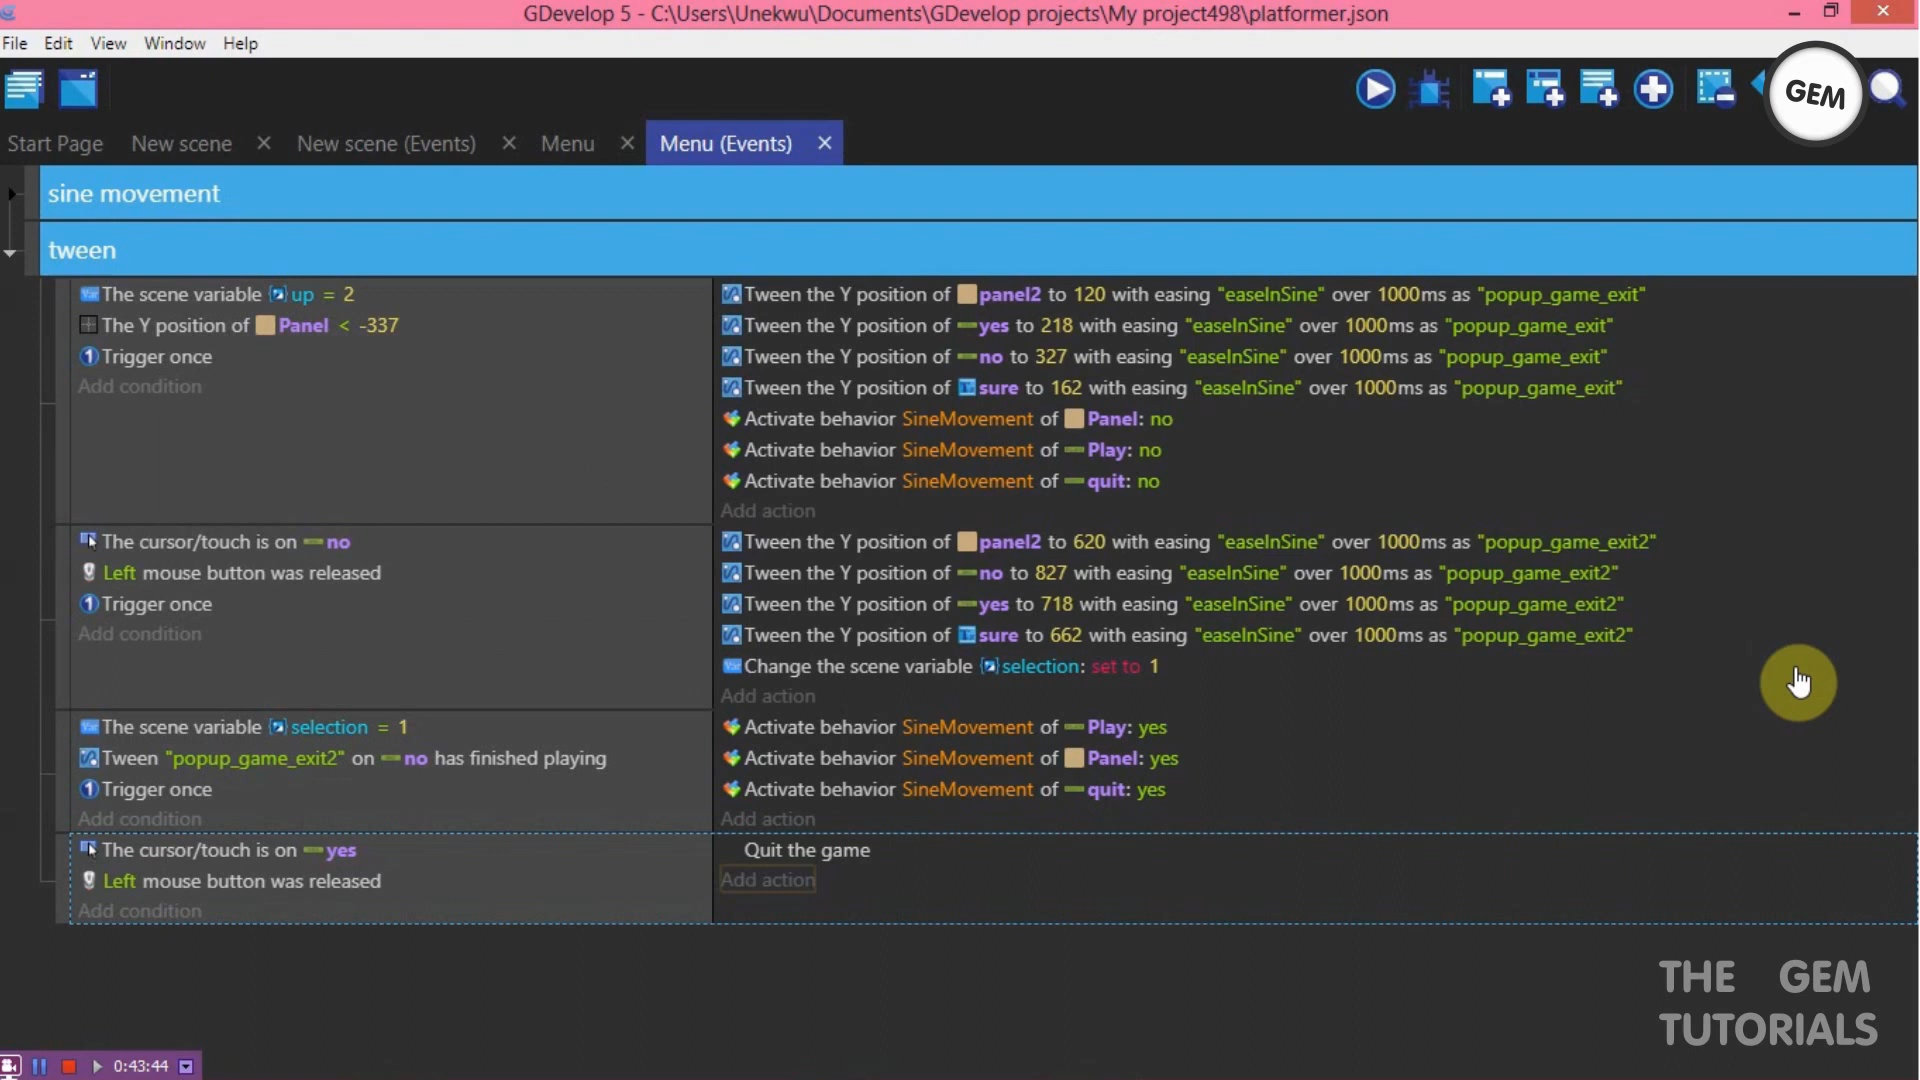 GDevelop 5 - C:\Users\Unekwu\Documents\GDevelop projects\My project498\platformer.json
File Edit View Window Help
GEM
Start Page New scene New scene (Events) Menu Menu (Events)
sine movement
tween
The scene variable up = 2
The Y position of Panel < -337
Trigger once
Add condition
Tween the Y position of panel2 to 120 with easing "easeInSine" over 1000ms as "popup_game_exit"
Tween the Y position of yes to 218 with easing "easeInSine" over 1000ms as "popup_game_exit"
Tween the Y position of no to 327 with easing "easeInSine" over 1000ms as "popup_game_exit"
Tween the Y position of sure to 162 with easing "easeInSine" over 1000ms as "popup_game_exit"
Activate behavior SineMovement of Panel: no
Activate behavior SineMovement of Play: no
Activate behavior SineMovement of quit: no
Add action
The cursor/touch is on no
Left mouse button was released
Trigger once
Add condition
Tween the Y position of panel2 to 620 with easing "easeInSine" over 1000ms as "popup_game_exit2"
Tween the Y position of no to 827 with easing "easeInSine" over 1000ms as "popup_game_exit2"
Tween the Y position of yes to 718 with easing "easeInSine" over 1000ms as "popup_game_exit2"
Tween the Y position of sure to 662 with easing "easeInSine" over 1000ms as "popup_game_exit2"
Change the scene variable selection: set to 1
Add action
The scene variable selection = 1
Tween "popup_game_exit2" on no has finished playing
Trigger once
Add condition
Activate behavior SineMovement of Play: yes
Activate behavior SineMovement of Panel: yes
Activate behavior SineMovement of quit: yes
Add action
The cursor/touch is on yes
Left mouse button was released
Add condition
Quit the game
Add action
THE GEM
TUTORIALS
0:43:44